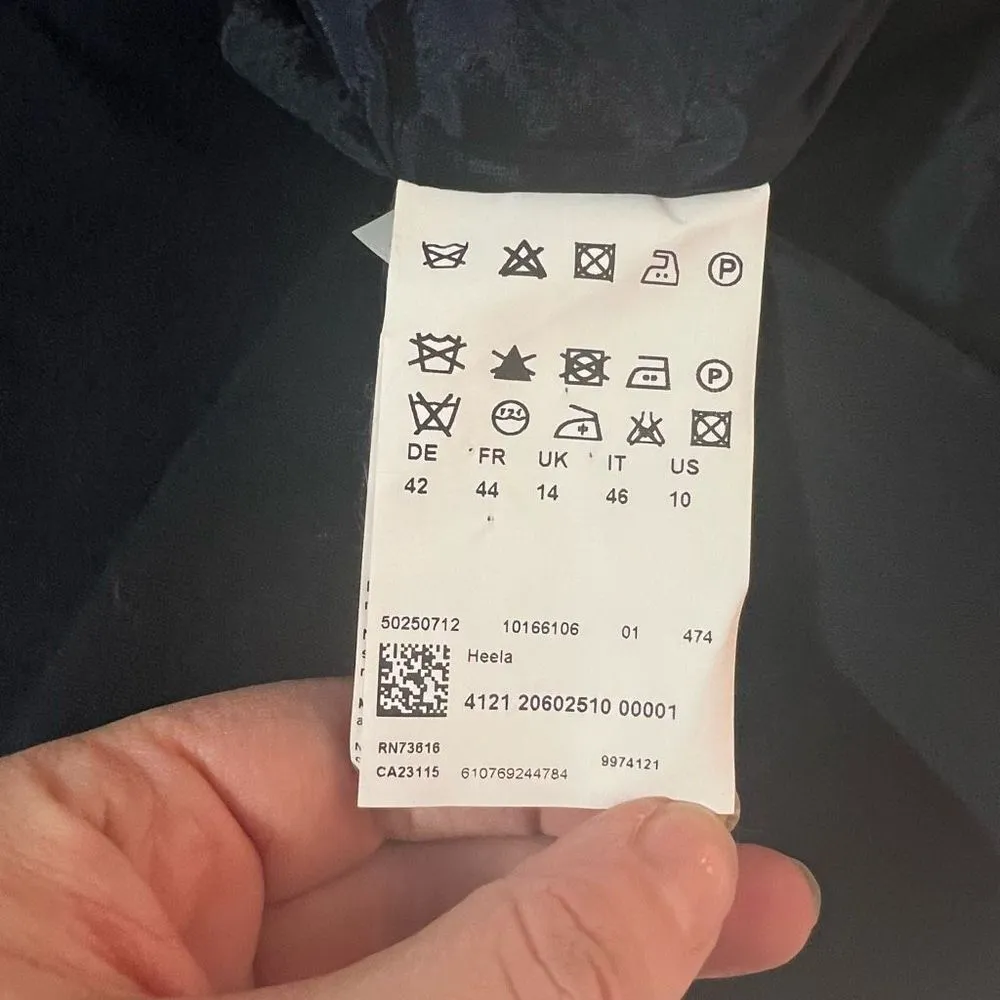 P
P
DE FR UK IT US
42 44 14 46 10
50250712 10166106 01 474
Heela
4121 20602510 00001
RN73616
CA23115 610769244784 9974121